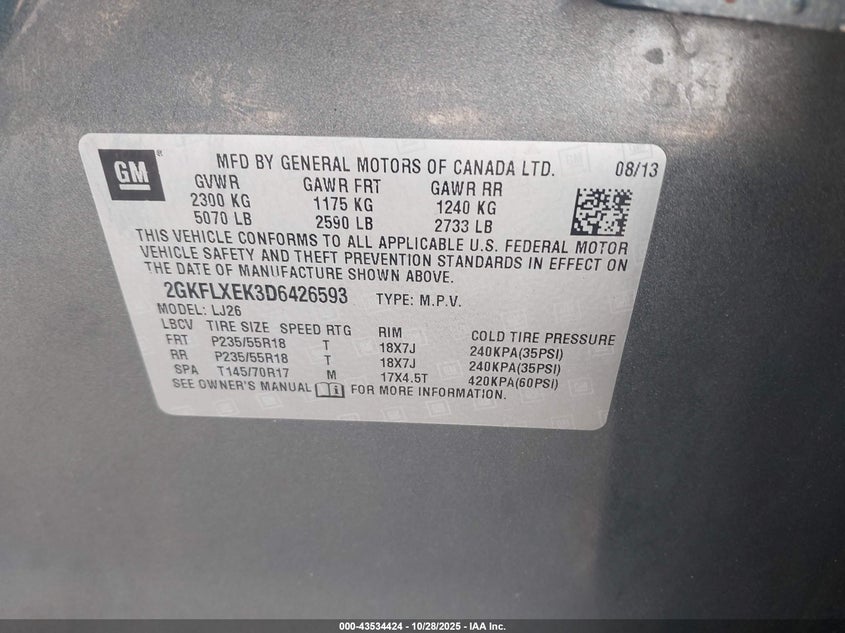 GM ® MFD BY GENERAL MOTORS OF CANADA LTD. 08/13
GVWR GAWR FRT GAWR RR
2300 KG 1175 KG 1240 KG
5070 LB 2590 LB 2733 LB
THIS VEHICLE CONFORMS TO ALL APPLICABLE U.S. FEDERAL MOTOR
VEHICLE SAFETY AND THEFT PREVENTION STANDARDS IN EFFECT ON
THE DATE OF MANUFACTURE SHOWN ABOVE.
2GKFLXEK3D6426593 TYPE: M.P.V.
MODEL: LJ26
LBCV TIRE SIZE SPEED RTG RIM COLD TIRE PRESSURE
FRT P235/55R18 T 18X7J 240KPA(35PSI)
RR P235/55R18 T 18X7J 240KPA(35PSI)
SPA T145/70R17 M 17X4.5T 420KPA(60PSI)
SEE OWNER'S MANUAL FOR MORE INFORMATION.
000-43534424 | 10/28/2025 - IAA Inc.